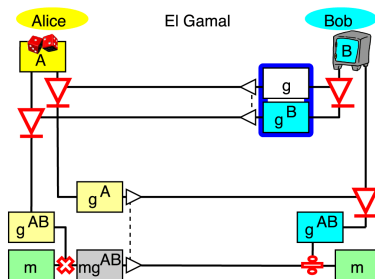 Alice El Gamal Bob
A B
g
g^B
g^A
g^AB g^AB
m mg^AB m